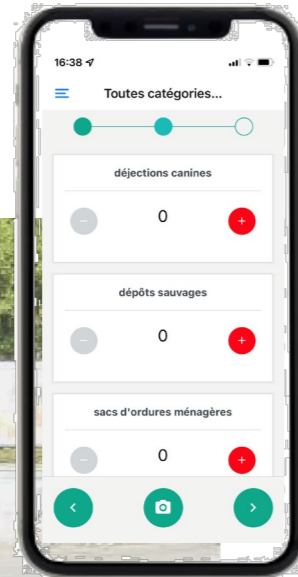 16:38
Toutes catégories...
déjections canines
− 0 +
dépôts sauvages
− 0 +
sacs d'ordures ménagères
− 0 +